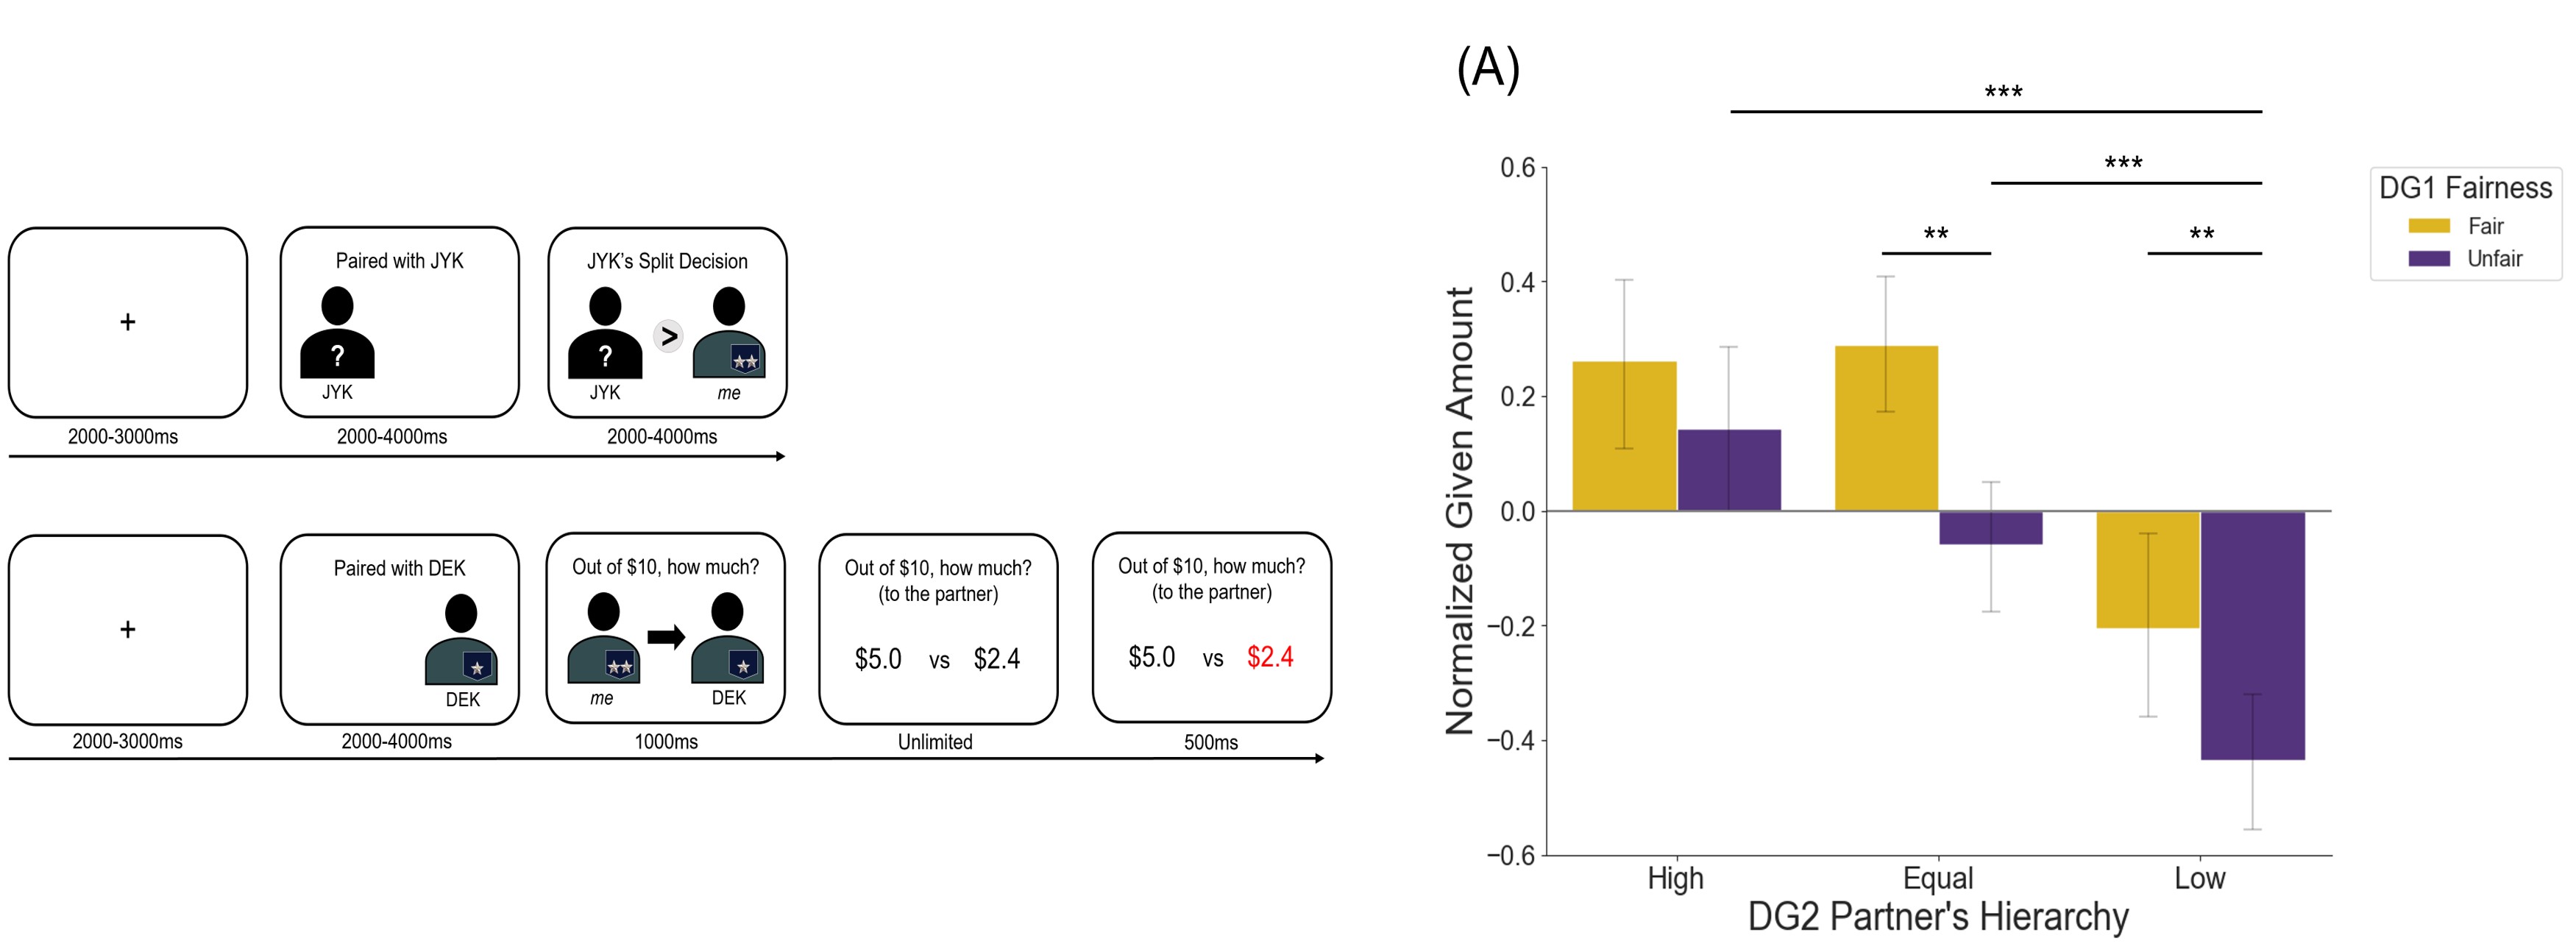 +
Paired with JYK
?
JYK
JYK's Split Decision
?
>
JYK
me
2000-3000ms
2000-4000ms
2000-4000ms
+
Paired with DEK
DEK
Out of $10, how much?
me
DEK
Out of $10, how much?
(to the partner)
$5.0 vs $2.4
Out of $10, how much?
(to the partner)
$5.0 vs $2.4
2000-3000ms
2000-4000ms
1000ms
Unlimited
500ms
(A)
***
***
**
**
Normalized Given Amount
0.6
0.4
0.2
0.0
−0.2
−0.4
−0.6
High
Equal
Low
DG2 Partner's Hierarchy
DG1 Fairness
Fair
Unfair